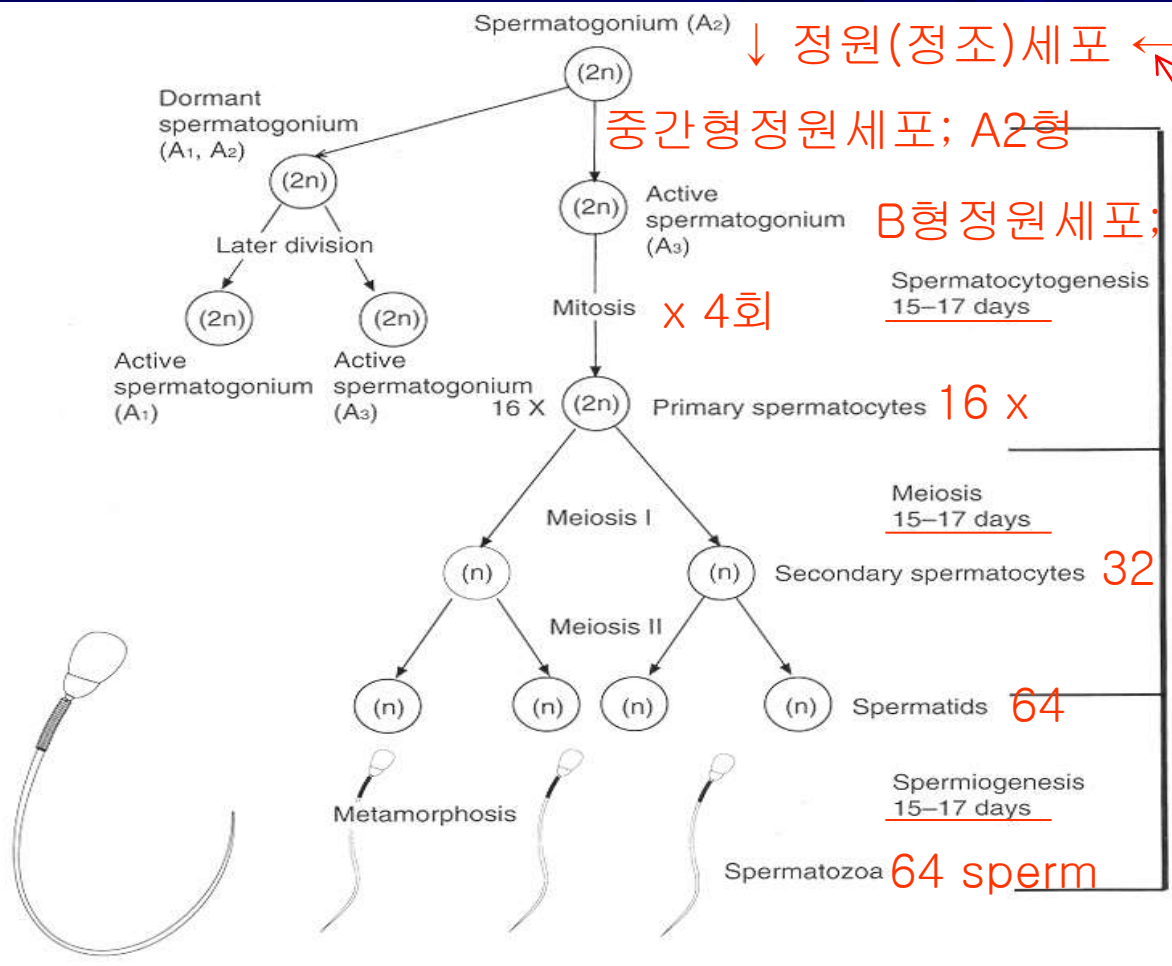 Spermatogonium (A2)
↓ 정원(정조)세포 ←
(2n)
Dormant
spermatogonium
(A1, A2)
중간형정원세포; A2형
(2n)
(2n)
Active
spermatogonium
(A3)
B형정원세포;
Later division
Spermatocytogenesis
15–17 days
(2n)
(2n)
Mitosis
x 4회
Active
spermatogonium
(A1)
Active
spermatogonium
(A3)
16 X
(2n)
Primary spermatocytes
16 x
Meiosis I
Meiosis
15–17 days
(n)
(n)
Secondary spermatocytes
32
Meiosis II
(n)
(n)
(n)
(n)
Spermatids
64
Metamorphosis
Spermiogenesis
15–17 days
Spermatozoa
64 sperm